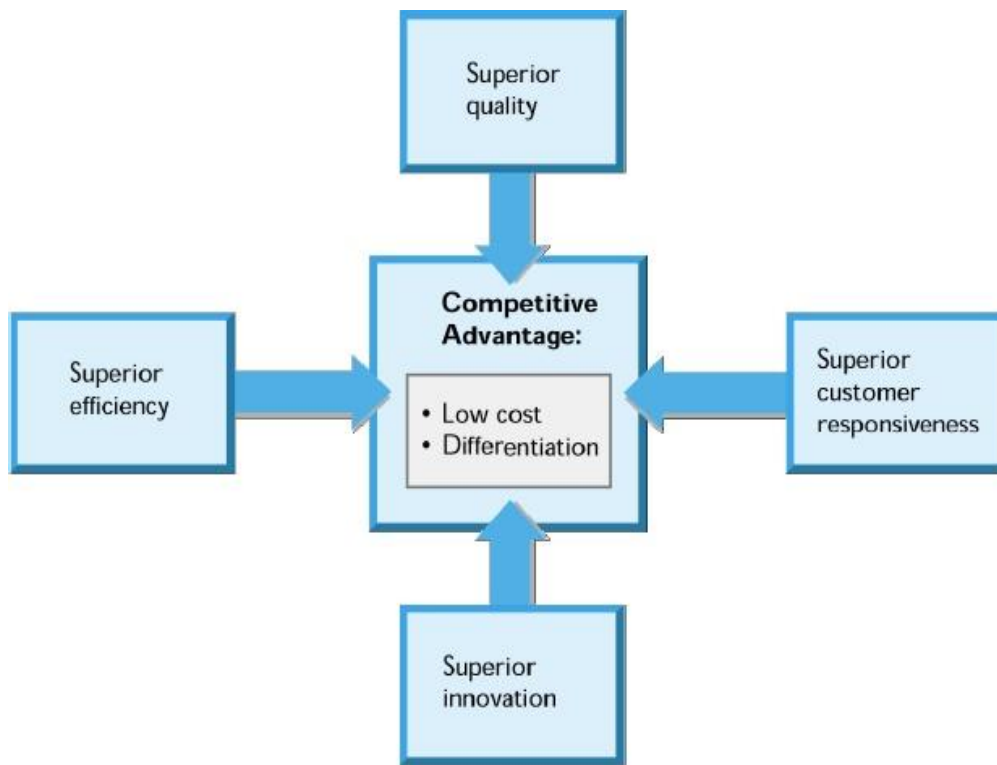 Superior
quality
Competitive
Advantage:
• Low cost
• Differentiation
Superior
efficiency
Superior
customer
responsiveness
Superior
innovation